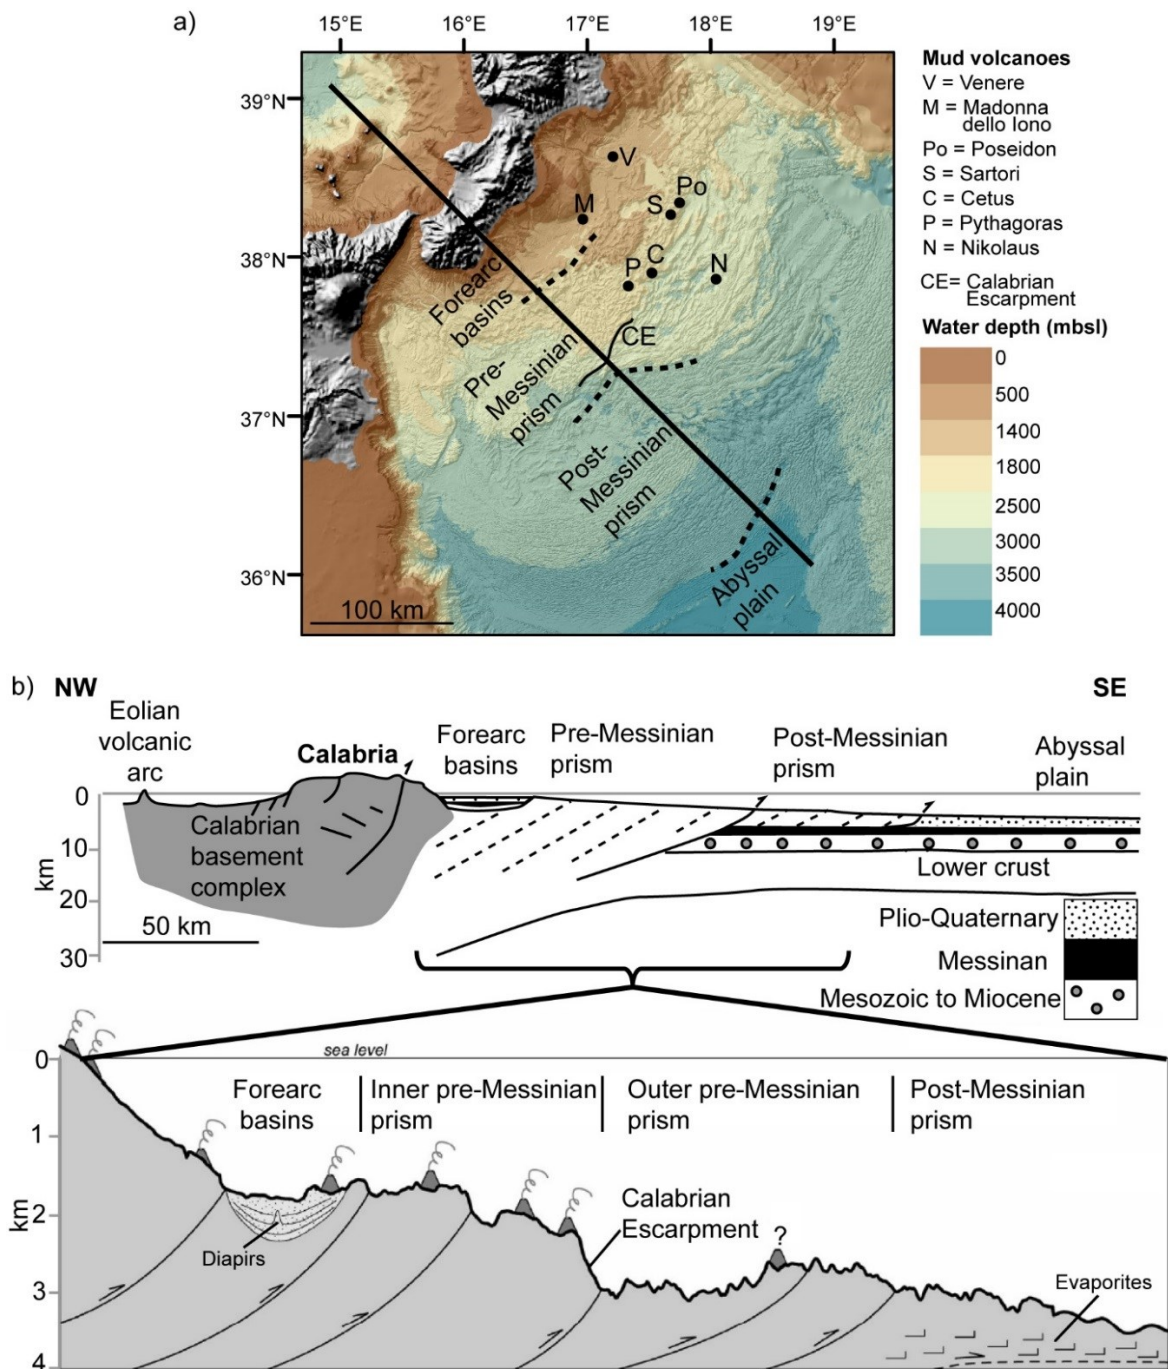 a)
15°E 16°E 17°E 18°E 19°E
39°N
38°N
37°N
36°N
V
M
Po
S
C
P
N
CE
Forearc
basins
Pre-
Messinian
prism
Post-
Messinian
prism
Abyssal
plain
100 km
Mud volcanoes
V = Venere
M = Madonna
dello Iono
Po = Poseidon
S = Sartori
C = Cetus
P = Pythagoras
N = Nikolaus
CE= Calabrian
Escarpment
Water depth (mbsl)
0
500
1400
1800
2500
3000
3500
4000
b) NW
SE
Eolian
volcanic
arc
Calabria
Forearc
basins
Pre-Messinian
prism
Post-Messinian
prism
Abyssal
plain
0
10
20
30
km
Calabrian
basement
complex
50 km
Lower crust
Plio-Quaternary
Messinan
Mesozoic to Miocene
sea level
0
1
2
3
4
km
Forearc
basins
Inner pre-Messinian
prism
Outer pre-Messinian
prism
Post-Messinian
prism
Diapirs
Calabrian
Escarpment
?
Evaporites